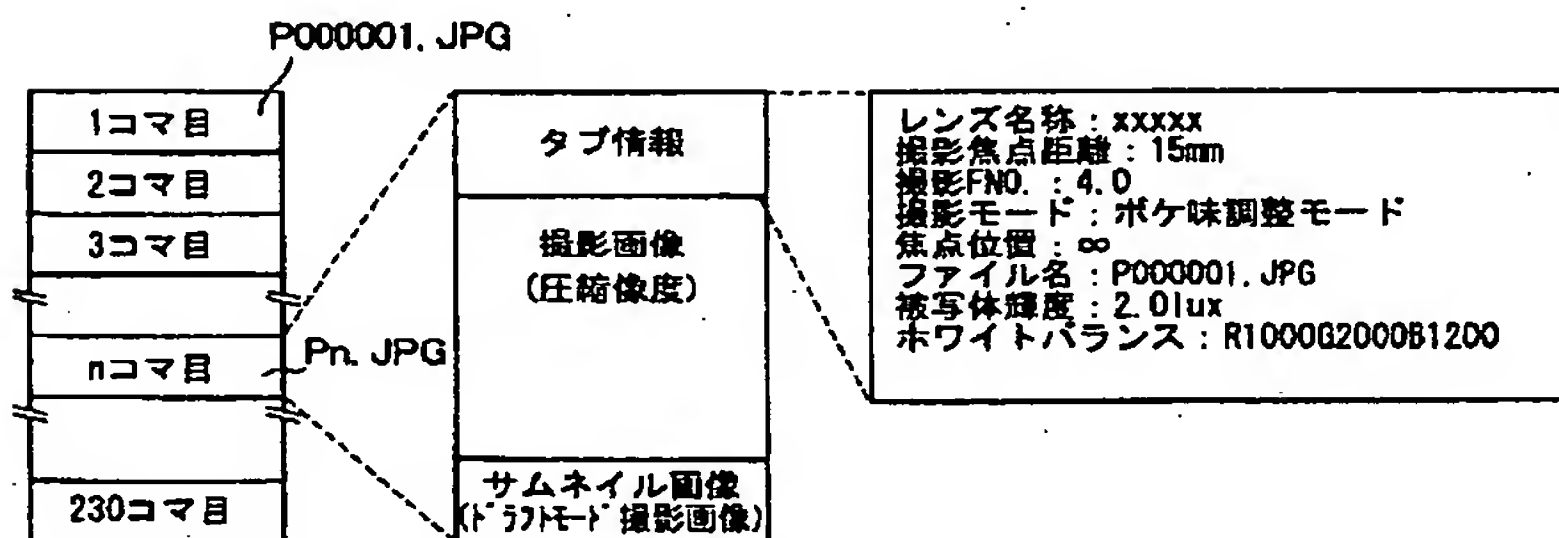 P000001.JPG
1コマ目
2コマ目
3コマ目
nコマ目
Pn.JPG
230コマ目
タブ情報
撮影画像
(圧縮像度)
サムネイル画像
(ドラフトモード撮影画像)
レンズ名称:xxxxx
撮影焦点距離:15mm
撮影FNO.:4.0
撮影モード:ボケ味調整モード
焦点位置:∞
ファイル名:P000001.JPG
被写体輝度:2.0lux
ホワイトバランス:R1000G2000B1200